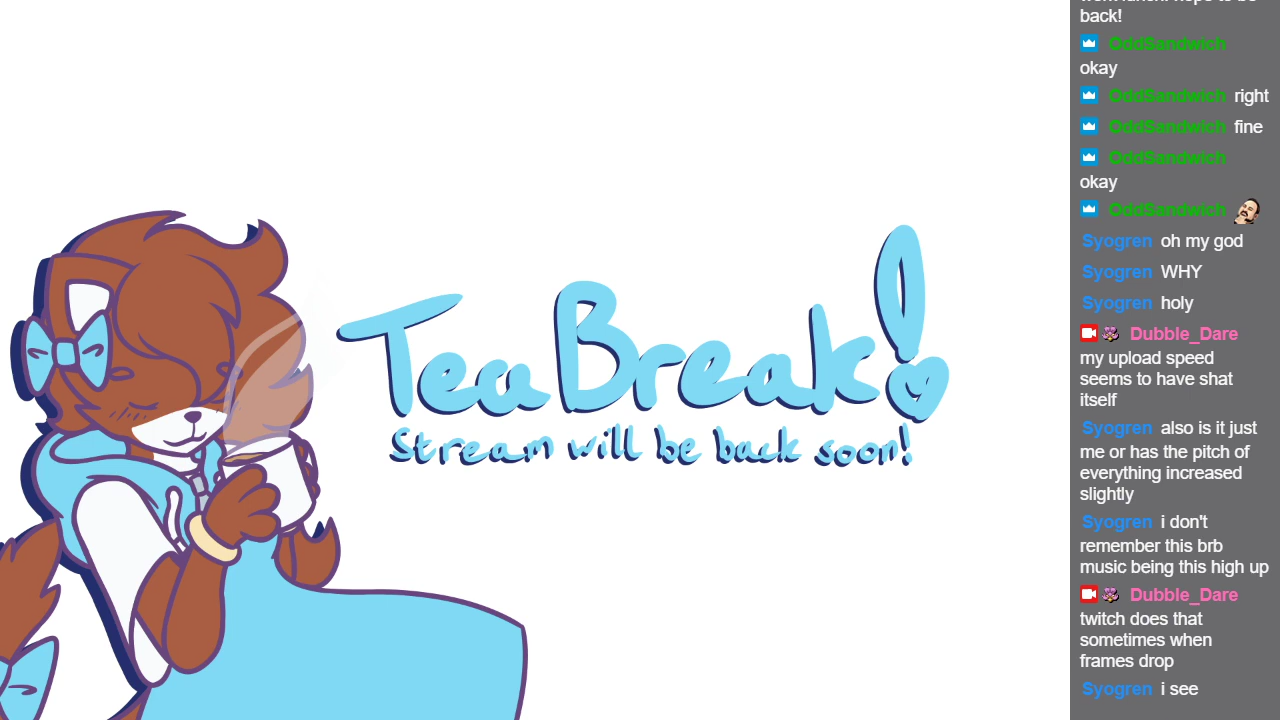 back!
OddSandwich
okay
OddSandwich right
OddSandwich fine
OddSandwich
okay
OddSandwich
Syogren oh my god
Syogren WHY
Syogren holy
Dubble_Dare
my upload speed
seems to have shat
itself
Syogren also is it just
me or has the pitch of
everything increased
slightly
Syogren i don't
remember this brb
music being this high up
Dubble_Dare
twitch does that
sometimes when
frames drop
Syogren i see
Tea Break!
Stream will be back soon!